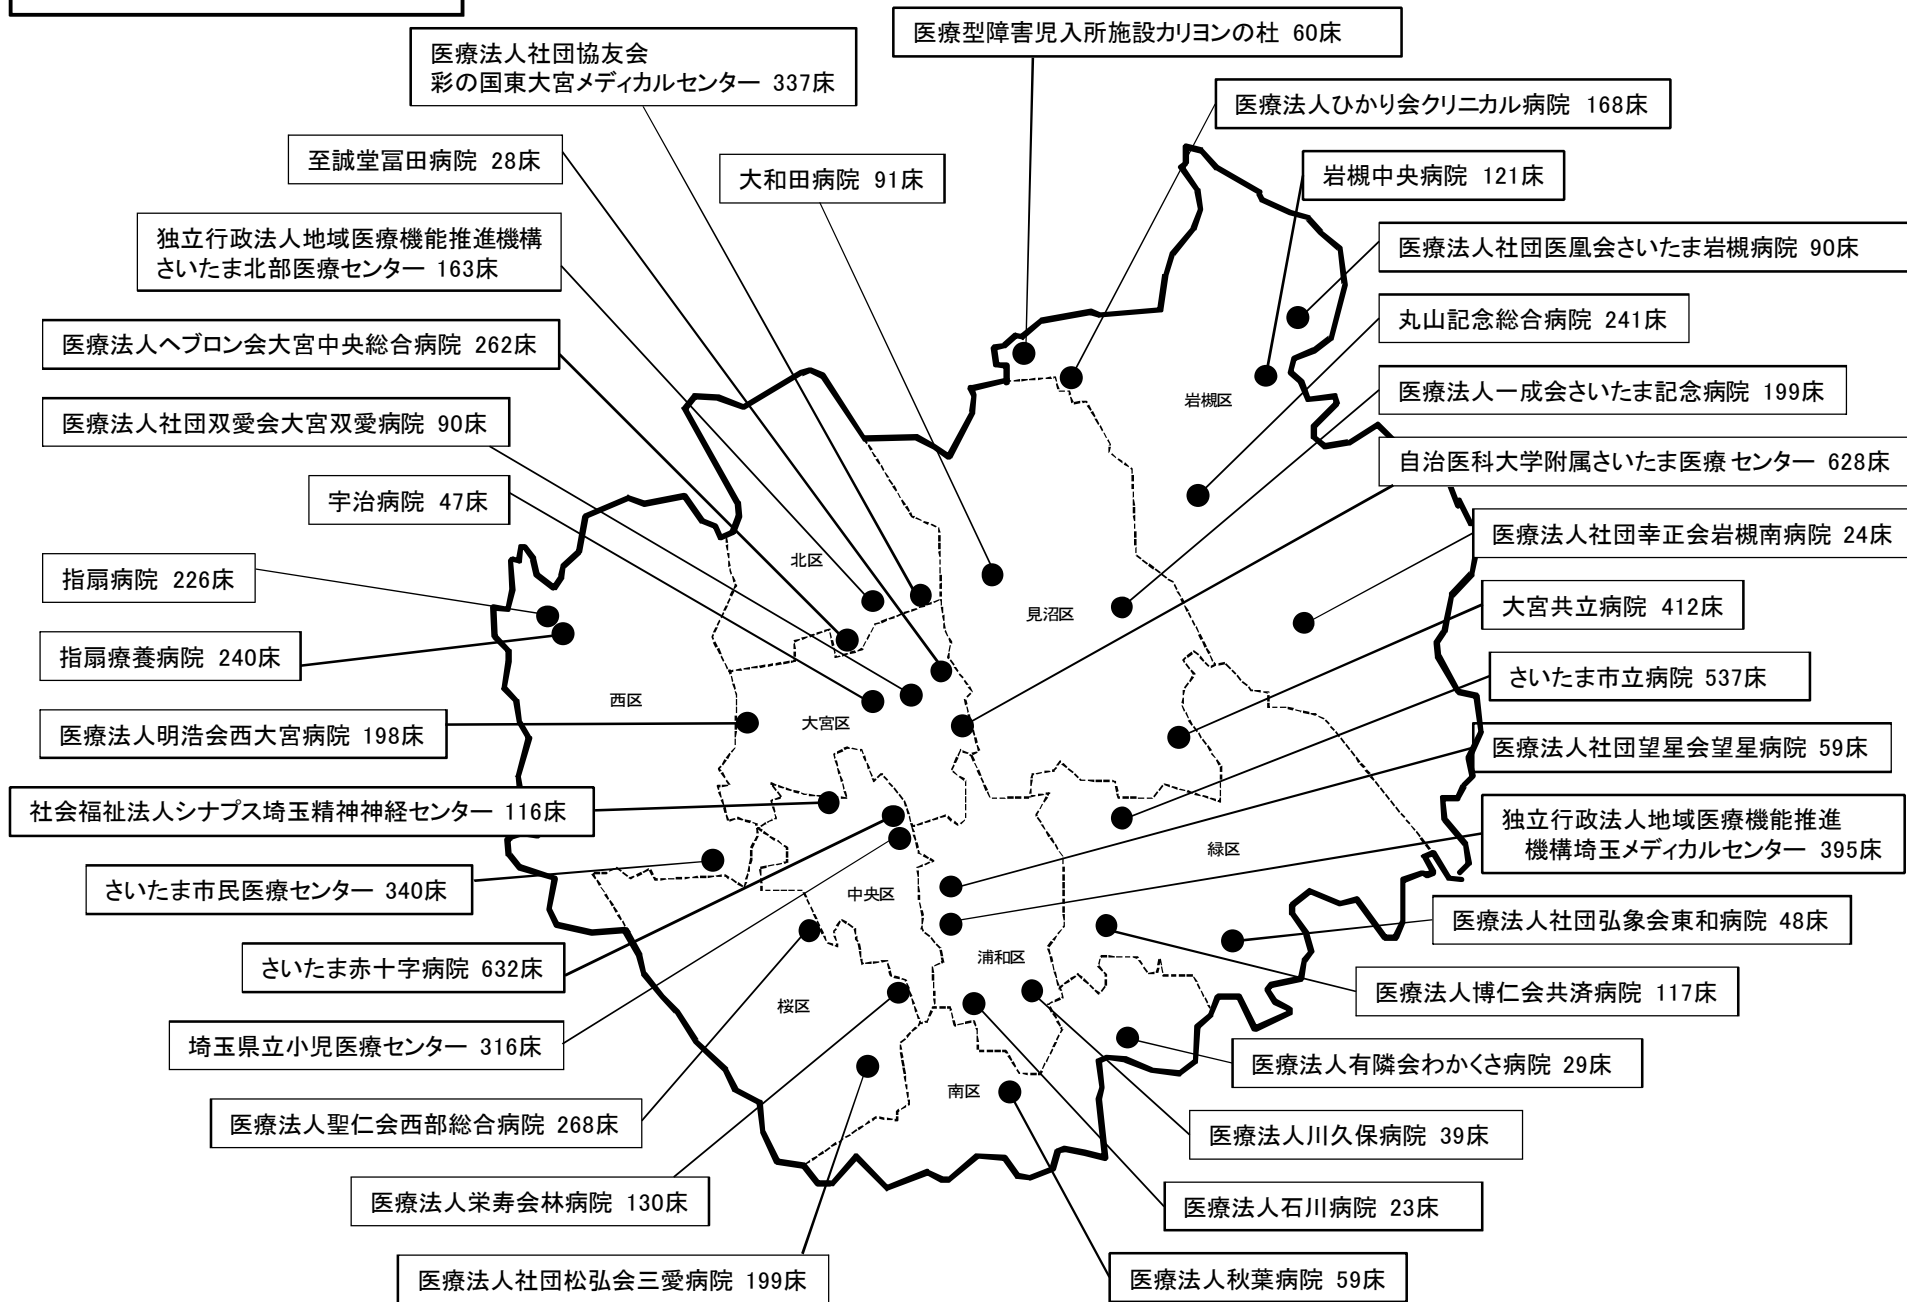 医療型障害児入所施設カリヨンの杜 60床
医療法人社団協友会
彩の国東大宮メディカルセンター 337床
医療法人ひかり会クリニカル病院 168床
至誠堂冨田病院 28床
大和田病院 91床
岩槻中央病院 121床
独立行政法人地域医療機能推進機構
さいたま北部医療センター 163床
医療法人社団医凰会さいたま岩槻病院 90床
丸山記念総合病院 241床
医療法人ヘブロン会大宮中央総合病院 262床
医療法人一成会さいたま記念病院 199床
岩槻区
医療法人社団双愛会大宮双愛病院 90床
自治医科大学附属さいたま医療センター 628床
宇治病院 47床
医療法人社団幸正会岩槻南病院 24床
北区
指扇病院 226床
見沼区
大宮共立病院 412床
指扇療養病院 240床
さいたま市立病院 537床
西区
大宮区
医療法人明浩会西大宮病院 198床
医療法人社団望星会望星病院 59床
社会福祉法人シナプス埼玉精神神経センター 116床
独立行政法人地域医療機能推進
機構埼玉メディカルセンター 395床
緑区
さいたま市民医療センター 340床
中央区
医療法人社団弘象会東和病院 48床
さいたま赤十字病院 632床
浦和区
医療法人博仁会共済病院 117床
桜区
埼玉県立小児医療センター 316床
医療法人有隣会わかくさ病院 29床
南区
医療法人聖仁会西部総合病院 268床
医療法人川久保病院 39床
医療法人栄寿会林病院 130床
医療法人石川病院 23床
医療法人社団松弘会三愛病院 199床
医療法人秋葉病院 59床